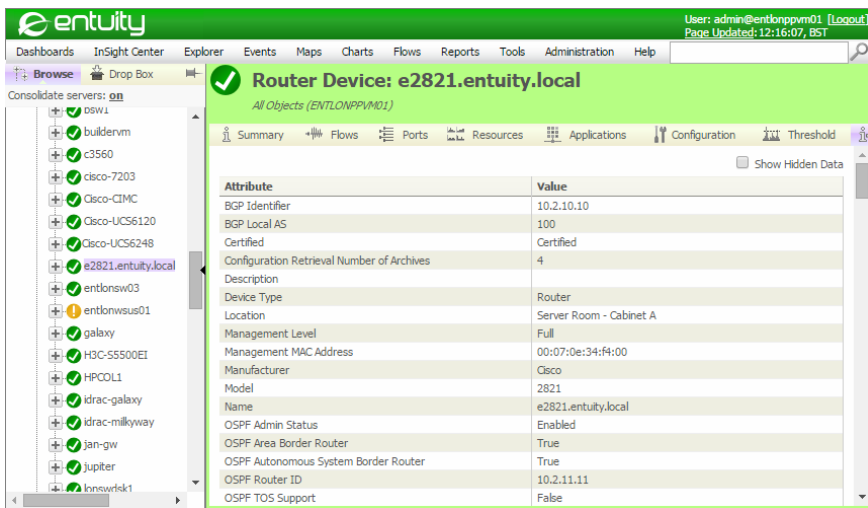 entuity
User: admin@entlonppvm01 [Logout]
Page Updated:12:16:07, BST
Dashboards InSight Center Explorer Events Maps Charts Flows Reports Tools Administration Help
Browse Drop Box
Consolidate servers: on
bsw1
buildervm
c3560
cisco-7203
Cisco-CIMC
Cisco-UCS6120
Cisco-UCS6248
e2821.entuity.local
entlonsw03
entlonwsus01
galaxy
H3C-S5500EI
HPCOL1
idrac-galaxy
idrac-milkyway
jan-gw
jupiter
lonswdsk1
Router Device: e2821.entuity.local
All Objects (ENTLONPPVM01)
Summary Flows Ports Resources Applications Configuration Threshold
Show Hidden Data
Attribute Value
BGP Identifier 10.2.10.10
BGP Local AS 100
Certified Certified
Configuration Retrieval Number of Archives 4
Description
Device Type Router
Location Server Room - Cabinet A
Management Level Full
Management MAC Address 00:07:0e:34:f4:00
Manufacturer Cisco
Model 2821
Name e2821.entuity.local
OSPF Admin Status Enabled
OSPF Area Border Router True
OSPF Autonomous System Border Router True
OSPF Router ID 10.2.11.11
OSPF TOS Support False